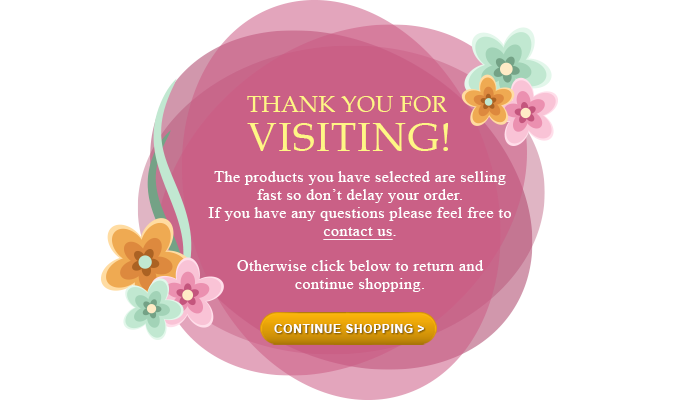 THANK YOU FOR
VISITING!
The products you have selected are selling
fast so don’t delay your order.
If you have any questions please feel free to
contact us.
Otherwise click below to return and
continue shopping.
CONTINUE SHOPPING >